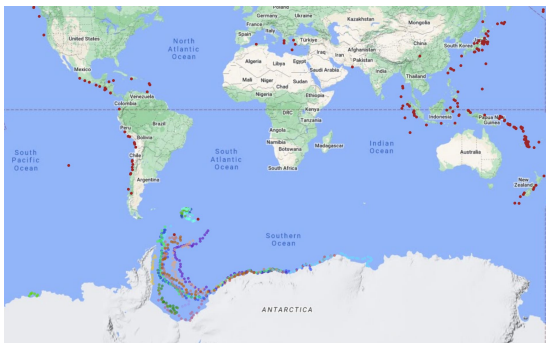 Poland
Germany
Ukraine
Kazakhstan
Mongolia
France
Italy
Spain
Türkiye
North
Atlantic
Ocean
United States
Mexico
Algeria
Libya
Egypt
Iraq
Iran
Afghanistan
Pakistan
China
South Korea
Saudi Arabia
India
Thailand
Mali
Niger
Chad
Sudan
Nigeria
Ethiopia
Venezuela
Colombia
DRC
Kenya
Tanzania
Indonesia
Papua New
Guinea
Peru
Brazil
Bolivia
Angola
Namibia
Botswana
Madagascar
Indian
Ocean
South
Pacific
Ocean
Chile
South
Atlantic
Ocean
Australia
South Africa
Argentina
New
Zealand
Southern
Ocean
ANTARCTICA